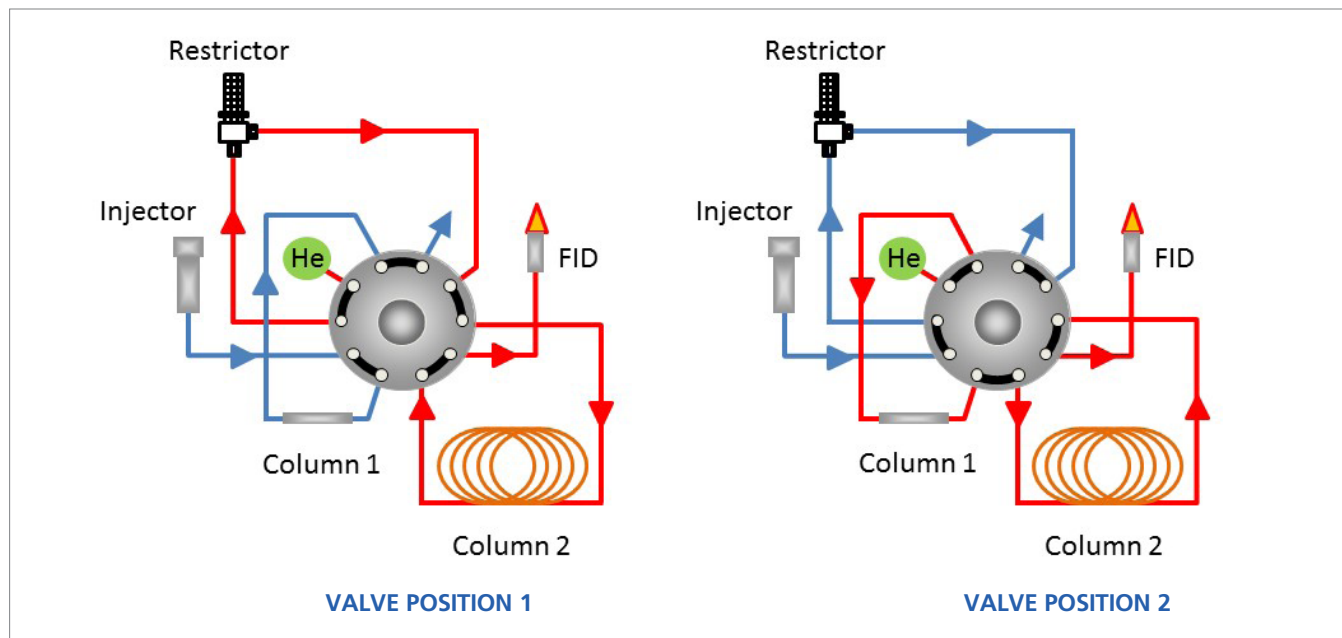 Restrictor
Injector
He
FID
Column 1
Column 2
VALVE POSITION 1
Restrictor
Injector
He
FID
Column 1
Column 2
VALVE POSITION 2